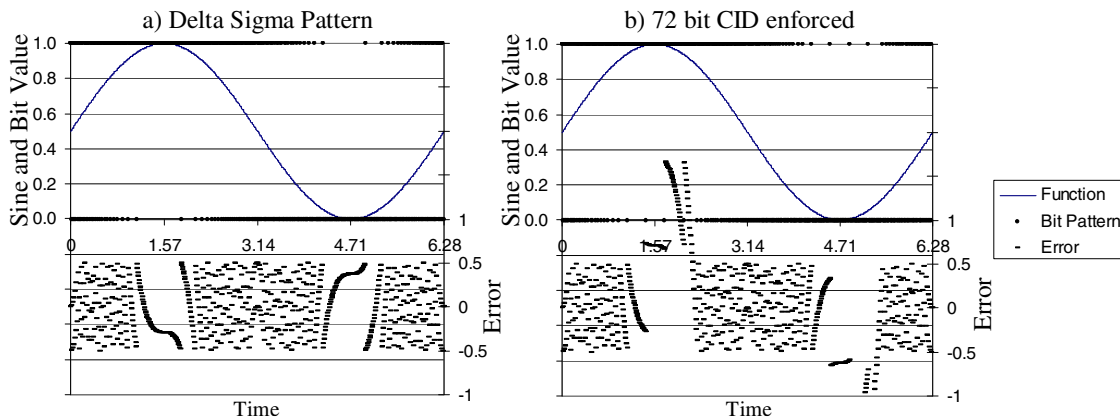 a) Delta Sigma Pattern
b) 72 bit CID enforced
Sine and Bit Value
1.0
0.8
0.6
0.4
0.2
0.0
0
1.57
3.14
4.71
6.28
1
0.5
0
-0.5
-1
Error
Time
Sine and Bit Value
1.0
0.8
0.6
0.4
0.2
0.0
0
1.57
3.14
4.71
6.28
1
0.5
0
-0.5
-1
Error
Time
Function
Bit Pattern
Error